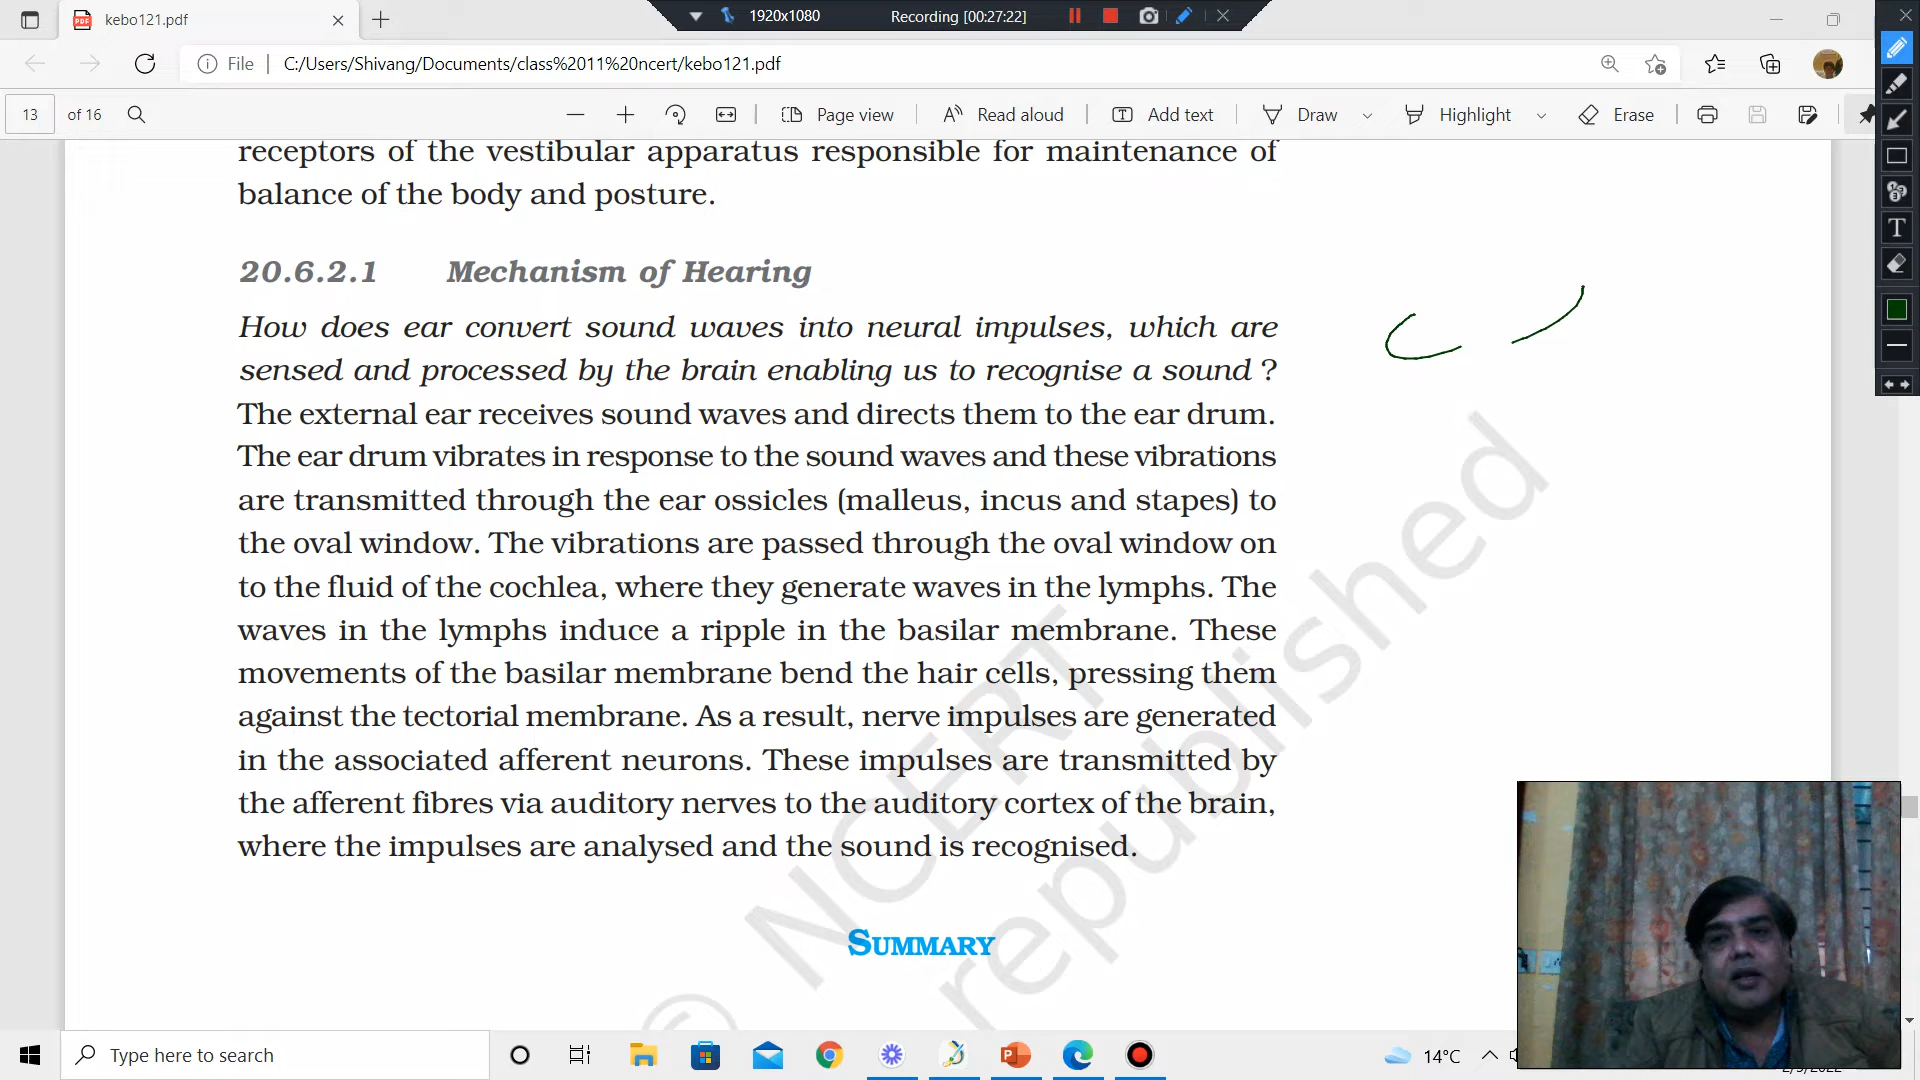 kebo121.pdf
1920x1080
Recording [00:27:22]
File
C:/Users/Shivang/Documents/class%2011%20ncert/kebo121.pdf
13
of 16
Page view
Read aloud
Add text
Draw
Highlight
Erase
T
receptors of the vestibular apparatus responsible for maintenance of
balance of the body and posture.
20.6.2.1 Mechanism of Hearing
How does ear convert sound waves into neural impulses, which are
sensed and processed by the brain enabling us to recognise a sound ?
The external ear receives sound waves and directs them to the ear drum.
The ear drum vibrates in response to the sound waves and these vibrations
are transmitted through the ear ossicles (malleus, incus and stapes) to
the oval window. The vibrations are passed through the oval window on
to the fluid of the cochlea, where they generate waves in the lymphs. The
waves in the lymphs induce a ripple in the basilar membrane. These
movements of the basilar membrane bend the hair cells, pressing them
against the tectorial membrane. As a result, nerve impulses are generated
in the associated afferent neurons. These impulses are transmitted by
the afferent fibres via auditory nerves to the auditory cortex of the brain,
where the impulses are analysed and the sound is recognised.
SUMMARY
© NCERT
republished
Type here to search
14°C